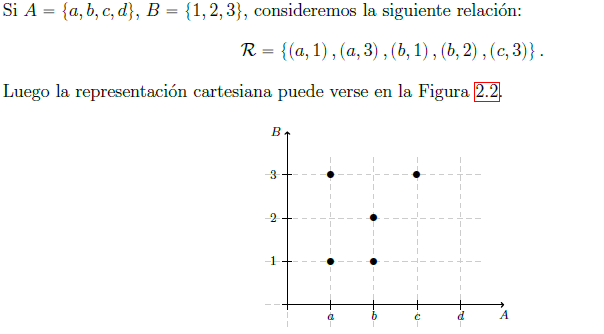 Si A = {a, b, c, d}, B = {1, 2, 3}, consideremos la siguiente relación:
R = {(a, 1) , (a, 3) , (b, 1) , (b, 2) , (c, 3)} .
Luego la representación cartesiana puede verse en la Figura 2.2.
B
3
2
1
a b c d A